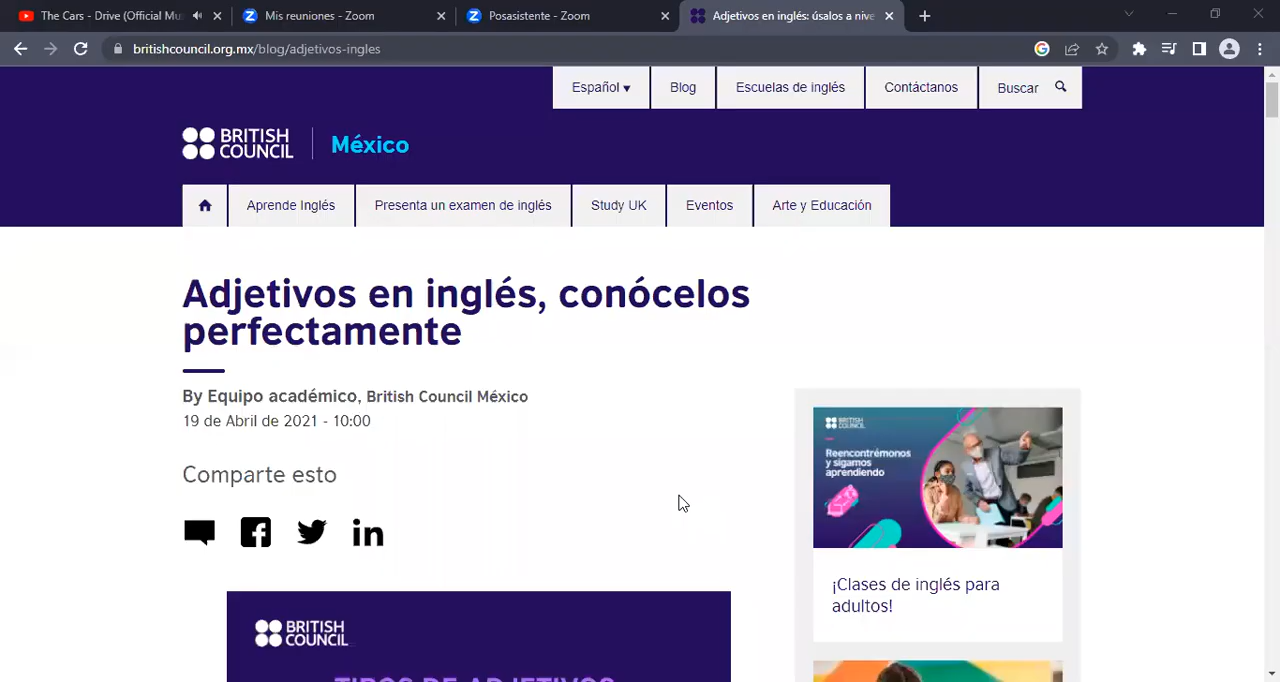 The Cars - Drive (Official Mu
Mis reuniones - Zoom
Posasistente - Zoom
Adjetivos en inglés: úsalos a nive
britishcouncil.org.mx/blog/adjetivos-ingles
Español
Blog
Escuelas de inglés
Contáctanos
Buscar
BRITISH
COUNCIL
México
Aprende Inglés
Presenta un examen de inglés
Study UK
Eventos
Arte y Educación
Adjetivos en inglés, conócelos
perfectamente
By Equipo académico, British Council México
19 de Abril de 2021 - 10:00
Comparte esto
BRITISH
COUNCIL
Reencontrémonos
y sigamos
aprendiendo
¡Clases de inglés para
adultos!
BRITISH
COUNCIL
TIPOS DE ADJETIVOS